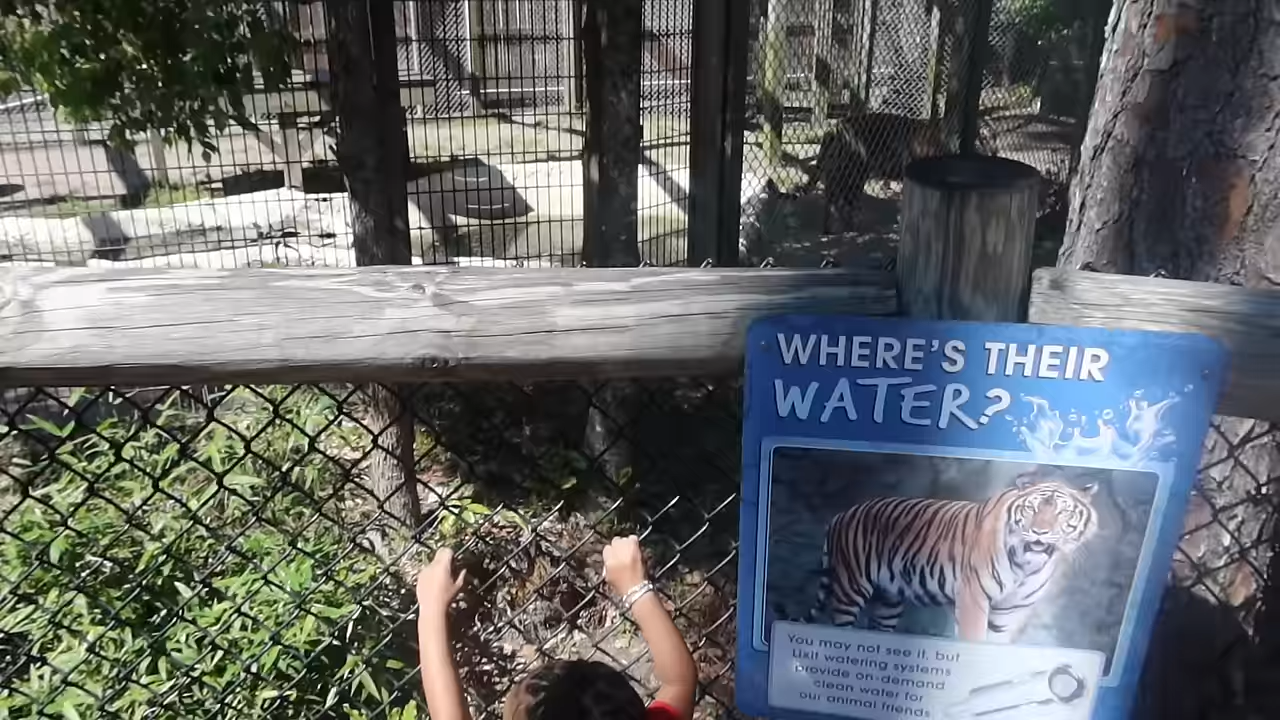 WHERE'S THEIR
WATER?
You may not see it, but
Lixit watering systems
provide on-demand
clean water for
our animal friends